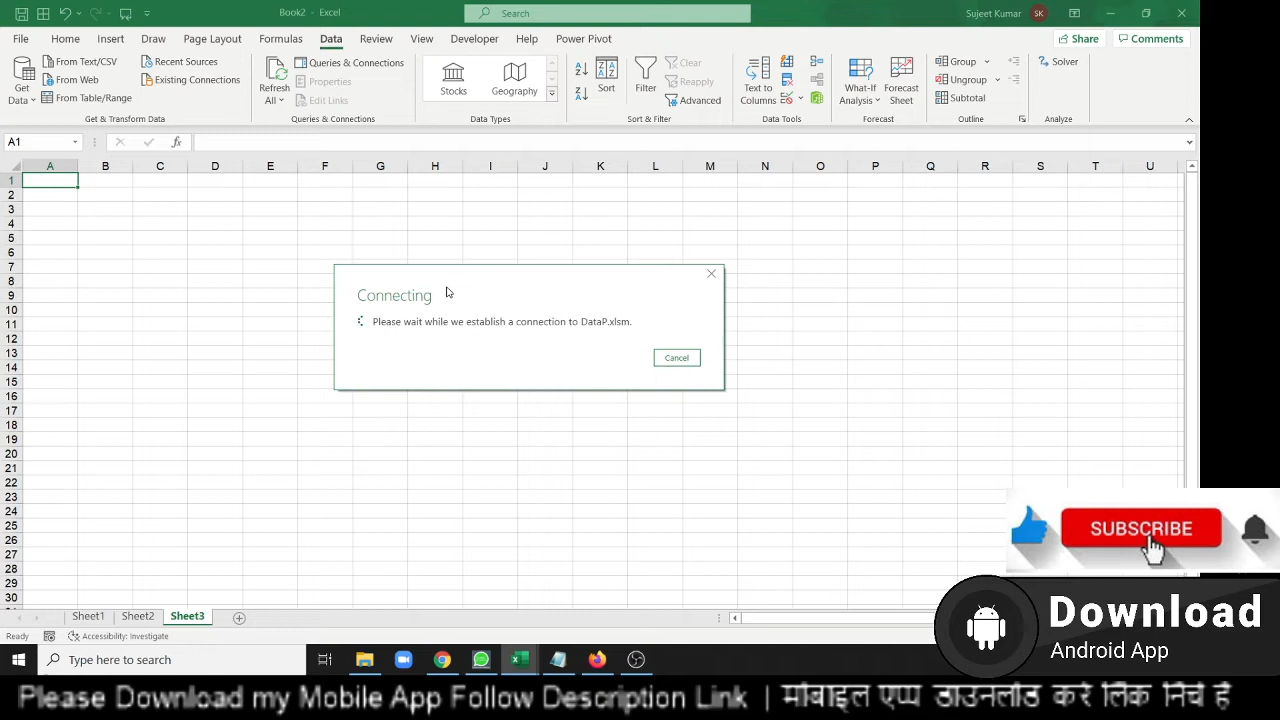 Book2 - Excel
Search
Sujeet Kumar
SK
File Home Insert Draw Page Layout Formulas Data Review View Developer Help Power Pivot
Share Comments
Get Data
From Text/CSV
From Web
From Table/Range
Recent Sources
Existing Connections
Get & Transform Data
Refresh All
Queries & Connections
Properties
Edit Links
Queries & Connections
Stocks
Geography
Data Types
Sort
Filter
Clear
Reapply
Advanced
Sort & Filter
Text to Columns
Data Tools
What-If Analysis
Forecast Sheet
Forecast
Group
Ungroup
Subtotal
Outline
Solver
Analyze
A1
fx
A B C D E F G H I J K L M N O P Q R S T U
1
2
3
4
5
6
7
8
9
10
11
12
13
14
15
16
17
18
19
20
21
22
23
24
25
26
27
28
29
30
Connecting
Please wait while we establish a connection to DataP.xlsm.
Cancel
SUBSCRIBE
Download
Android App
Sheet1 Sheet2 Sheet3
Ready
Accessibility: Investigate
Type here to search
Please Download my Mobile App Follow Description Link | मोबाइल एप्प डाउनलोड करे लिंक निचे है